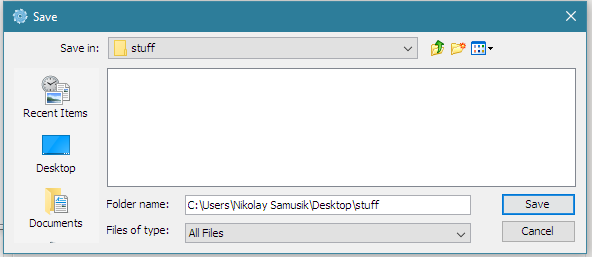 Save
Save in: stuff
Recent Items
Desktop
Documents
Folder name: C:\Users\Nikolay Samusik\Desktop\stuff Save
Files of type: All Files Cancel